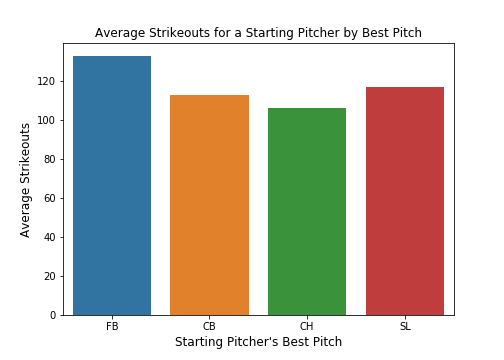 Average Strikeouts for a Starting Pitcher by Best Pitch
Average Strikeouts
120
100
80
60
40
20
0
FB CB CH SL
Starting Pitcher's Best Pitch